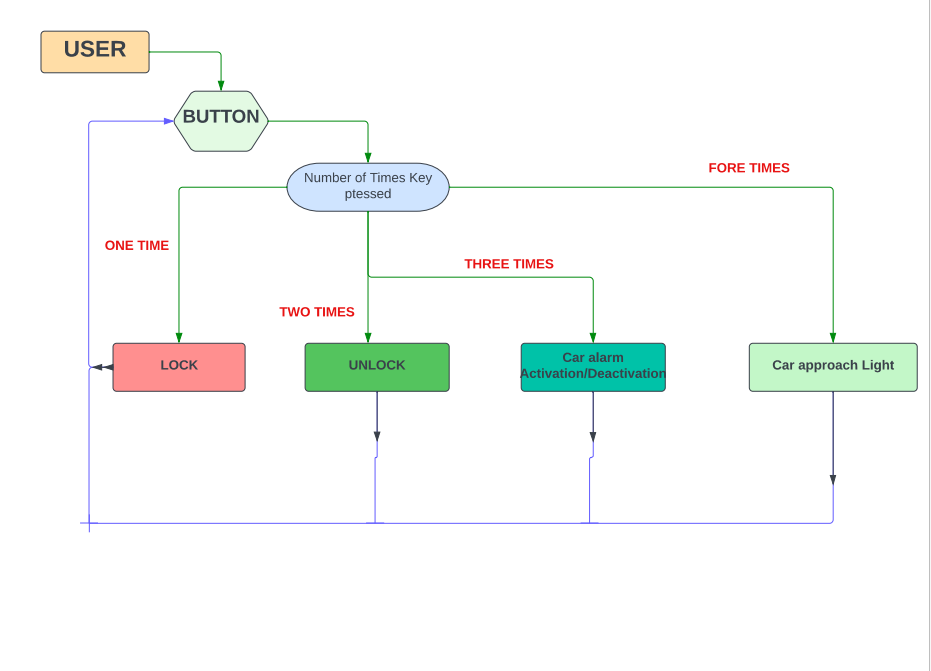 USER
BUTTON
Number of Times Key
ptessed
FORE TIMES
ONE TIME
THREE TIMES
TWO TIMES
LOCK
UNLOCK
Car alarm
Activation/Deactivation
Car approach Light